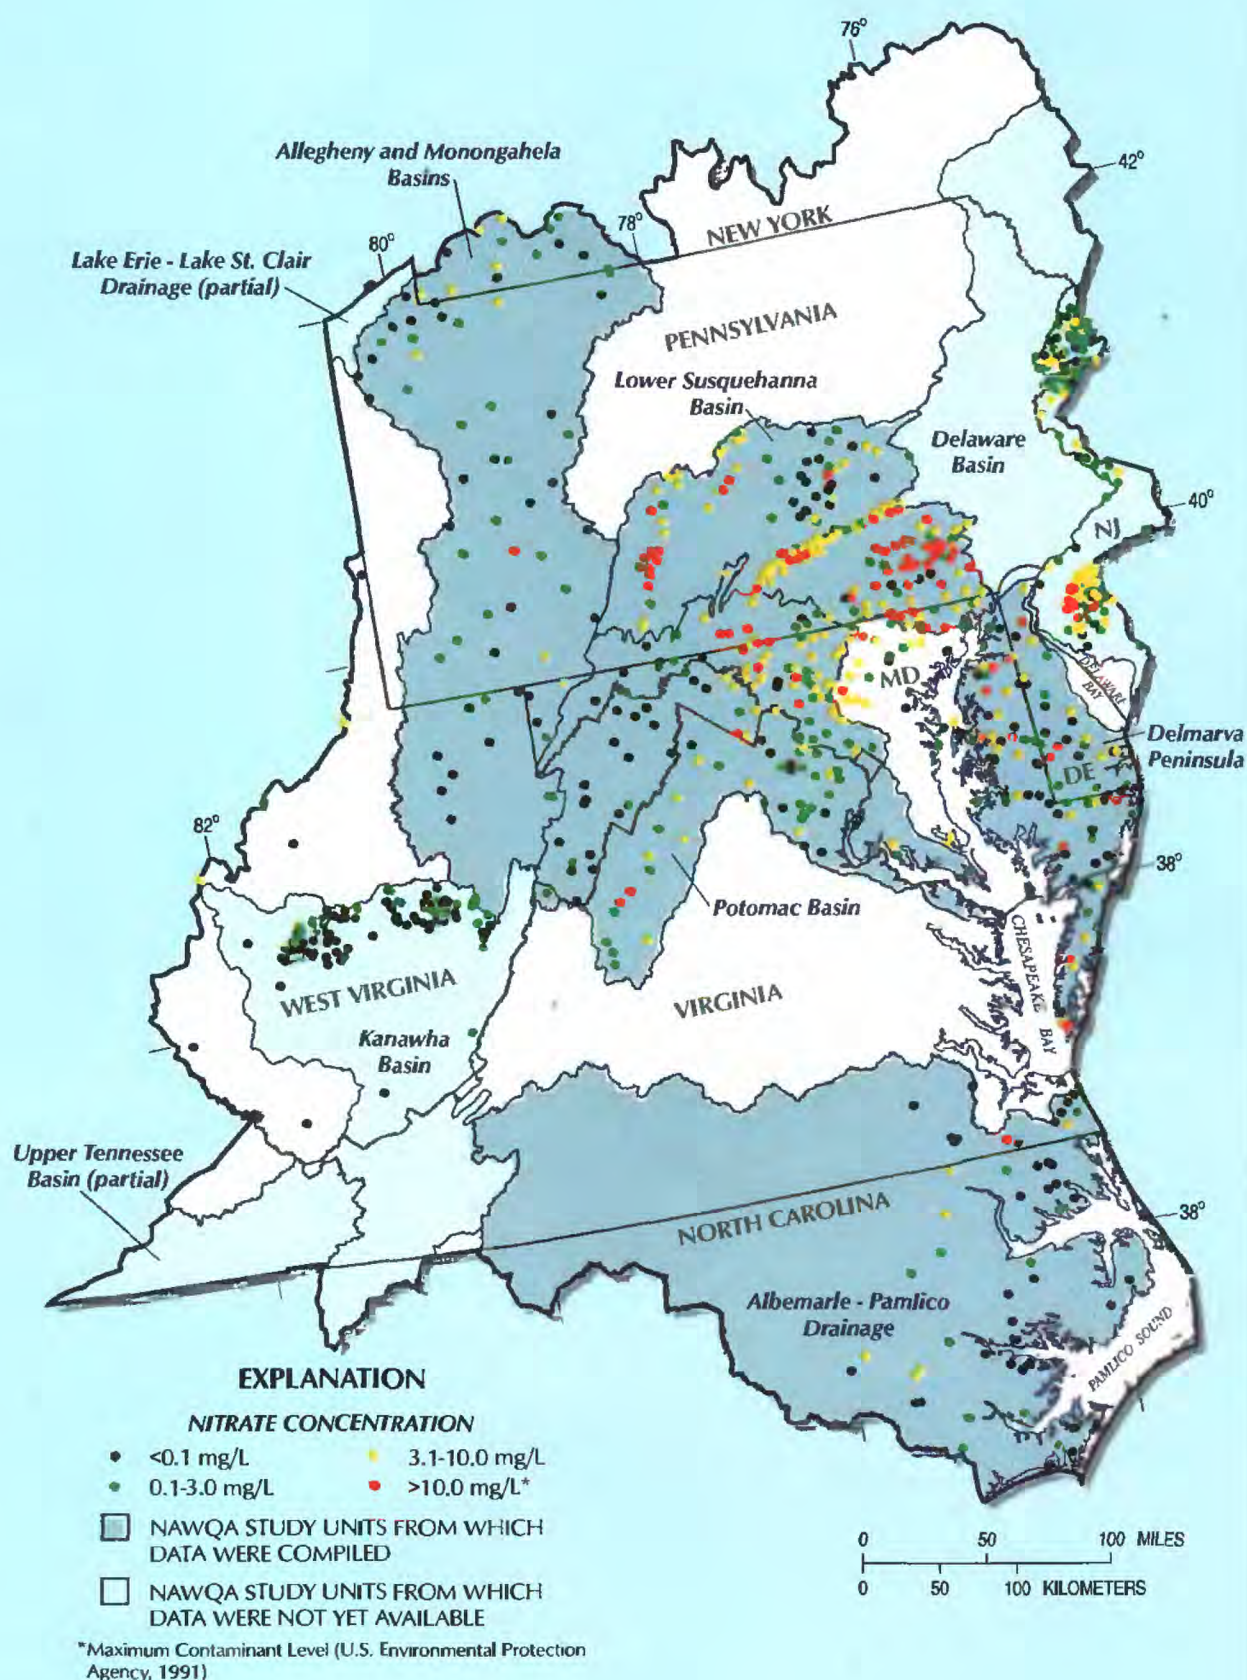 76°
42°
Allegheny and Monongahela
Basins
78°
NEW YORK
80°
Lake Erie - Lake St. Clair
Drainage (partial)
PENNSYLVANIA
Lower Susquehanna
Basin
Delaware
Basin
40°
NJ
MD
DELAWARE
BAY
Delmarva
Peninsula
DE
82°
38°
Potomac Basin
CHESAPEAKE BAY
WEST VIRGINIA
VIRGINIA
Kanawha
Basin
Upper Tennessee
Basin (partial)
38°
NORTH CAROLINA
Albemarle - Pamlico
Drainage
PAMLICO SOUND
EXPLANATION
NITRATE CONCENTRATION
<0.1 mg/L
3.1-10.0 mg/L
0.1-3.0 mg/L
>10.0 mg/L*
NAWQA STUDY UNITS FROM WHICH
DATA WERE COMPILED
NAWQA STUDY UNITS FROM WHICH
DATA WERE NOT YET AVAILABLE
*Maximum Contaminant Level (U.S. Environmental Protection
Agency, 1991)
0 50 100 MILES
0 50 100 KILOMETERS